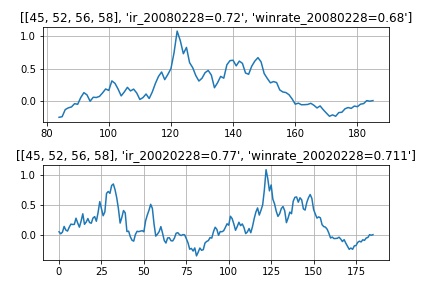 [[45, 52, 56, 58], 'ir_20080228=0.72', 'winrate_20080228=0.68']
1.0
0.5
0.0
80 100 120 140 160 180
[[45, 52, 56, 58], 'ir_20020228=0.77', 'winrate_20020228=0.711']
1.0
0.5
0.0
0 25 50 75 100 125 150 175